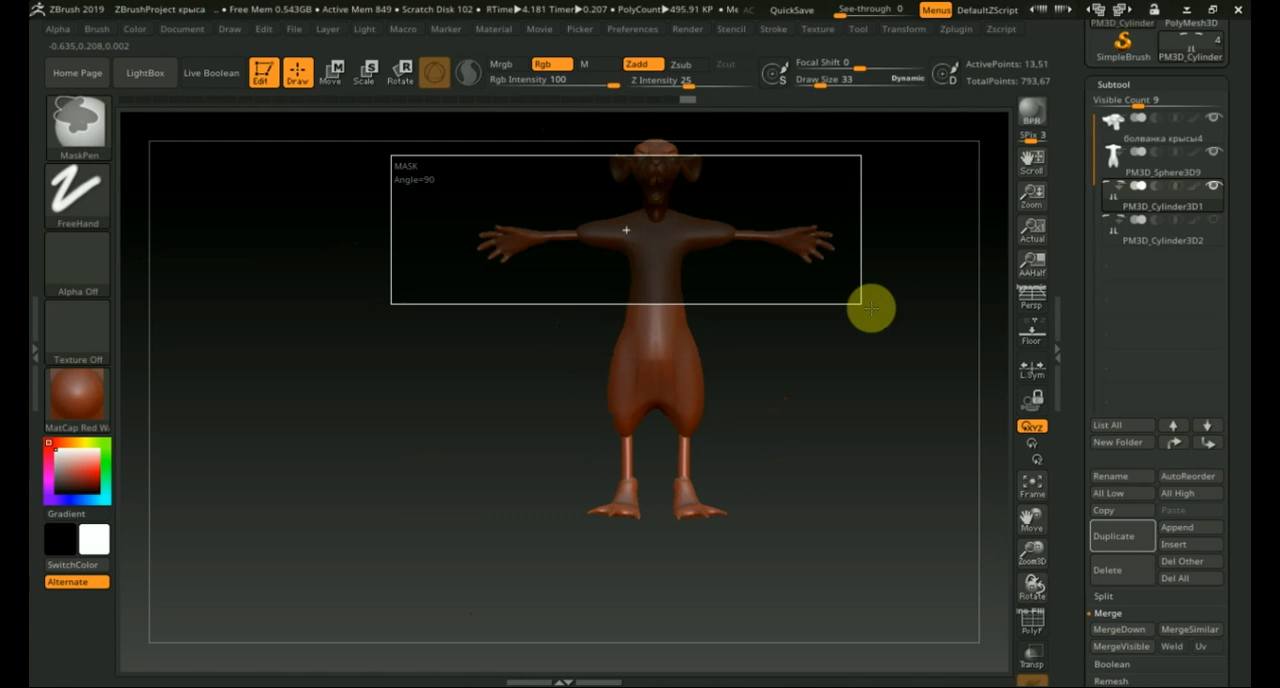 ZBrush 2019 ZBrushProject крыса .. • Free Mem 0.543GB • Active Mem 849 • Scratch Disk 102 • RTime▶4.181 Timer▶0.207 • PolyCount▶495.91 KP • Me AC QuickSave See-through 0 Menus DefaultZScript
Alpha Brush Color Document Draw Edit File Layer Light Macro Marker Material Movie Picker Preferences Render Stencil Stroke Texture Tool Transform Zplugin Zscript
-0.635,0.208,0.002
Home Page
LightBox
Live Boolean
Edit
Draw
Move
Scale
Rotate
Mrgb
Rgb
M
Rgb Intensity 100
Zadd
Zsub
Zcut
Z Intensity 25
Focal Shift 0
Draw Size 33
Dynamic
ActivePoints: 13,51
TotalPoints: 793,67
MaskPen
FreeHand
Alpha Off
Texture Off
MatCap Red W
Gradient
SwitchColor
Alternate
MASK
Angle=90
BPR
SPix 3
Scroll
Zoom
Actual
AAHalf
Dynamic
Persp
Floor
L.Sym
XYZ
Frame
Move
Zoom3D
Rotate
PolyF
Transp
PM3D_Cylinder
PolyMesh3D
4
SimpleBrush
PM3D_Cylinder
Subtool
Visible Count 9
болванка крысы4
PM3D_Sphere3D9
PM3D_Cylinder3D1
PM3D_Cylinder3D2
List All
New Folder
Rename
AutoReorder
All Low
All High
Copy
Paste
Duplicate
Append
Insert
Delete
Del Other
Del All
Split
Merge
MergeDown
MergeSimilar
MergeVisible
Weld
Uv
Boolean
Remesh